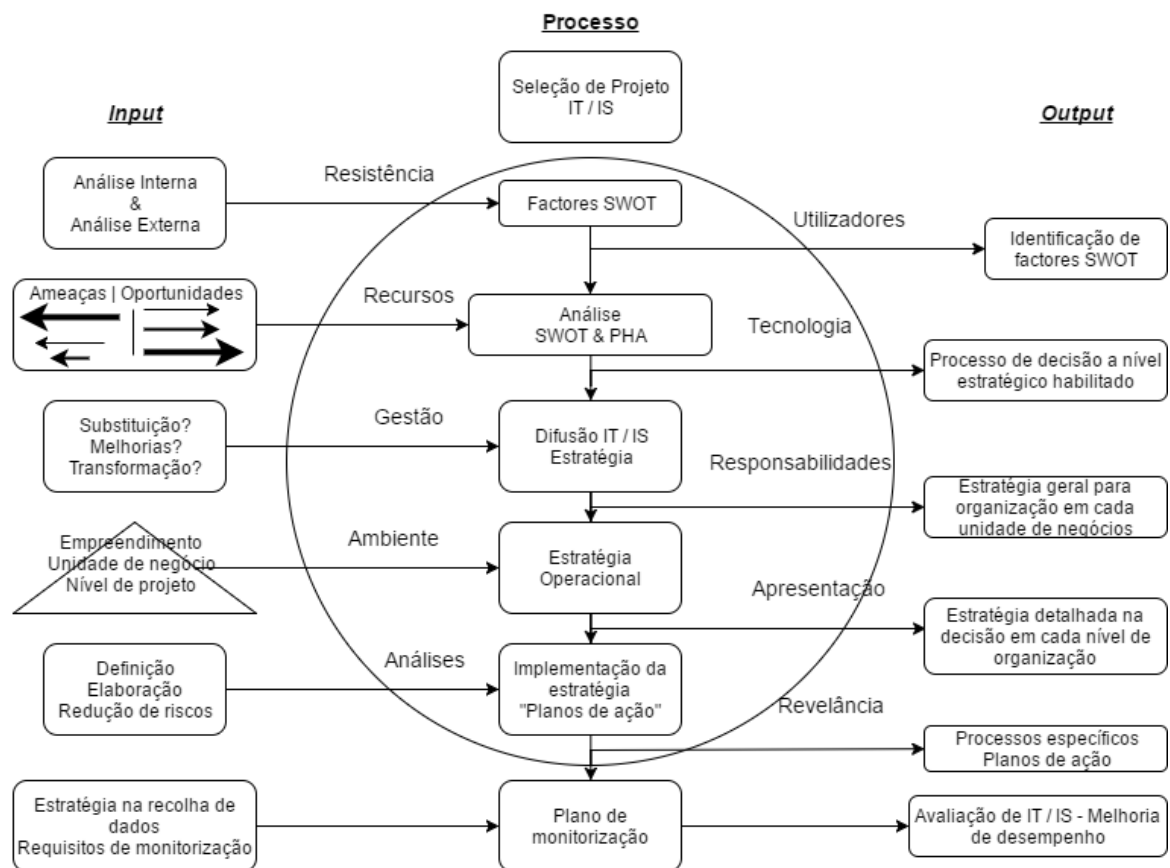 Processo
Seleção de Projeto
IT / IS
Input
Output
Análise Interna
&
Análise Externa
Resistência
Factores SWOT
Utilizadores
Identificação de
factores SWOT
Ameaças | Oportunidades
Recursos
Análise
SWOT & PHA
Tecnologia
Processo de decisão a nível
estratégico habilitado
Substituição?
Melhorias?
Transformação?
Gestão
Difusão IT / IS
Estratégia
Responsabilidades
Estratégia geral para
organização em cada
unidade de negócios
Empreendimento
Unidade de negócio
Nível de projeto
Ambiente
Estratégia
Operacional
Apresentação
Estratégia detalhada na
decisão em cada nível de
organização
Definição
Elaboração
Redução de riscos
Análises
Implementação da
estratégia
"Planos de ação"
Revelância
Processos específicos
Planos de ação
Estratégia na recolha de
dados
Requisitos de monitorização
Plano de
monitorização
Avaliação de IT / IS - Melhoria
de desempenho